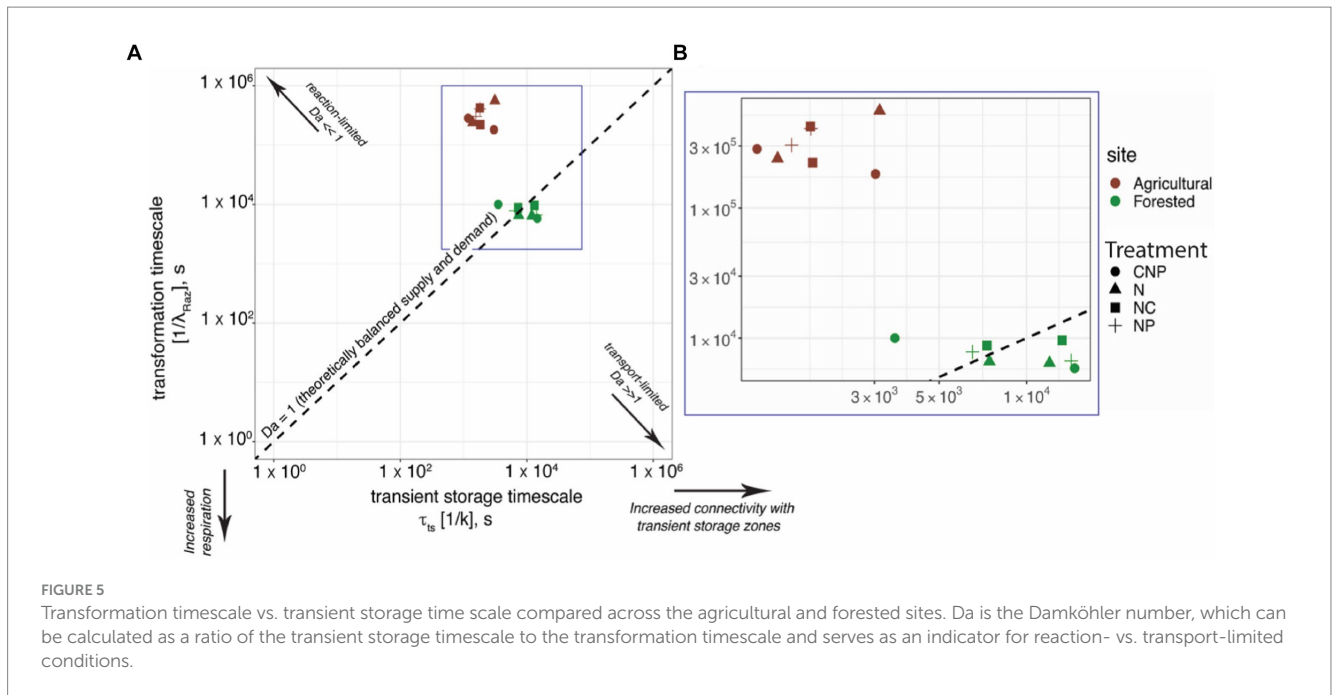 A
B
1 x 10⁶
1 x 10⁴
1 x 10²
1 x 10⁰
transformation timescale
[1/λRaz], s
reaction-limited
Da << 1
Da = 1 (theoretically balanced supply and demand)
transport-limited
Da >>1
1 x 10⁰
1 x 10²
1 x 10⁴
1 x 10⁶
transient storage timescale
τts [1/k], s
Increased
respiration
Increased connectivity with
transient storage zones
3 × 10⁵
1 × 10⁵
3 × 10⁴
1 × 10⁴
3 × 10³
5 × 10³
1 × 10⁴
site
Agricultural
Forested
Treatment
CNP
N
NC
NP
FIGURE 5
Transformation timescale vs. transient storage time scale compared across the agricultural and forested sites. Da is the Damköhler number, which can
be calculated as a ratio of the transient storage timescale to the transformation timescale and serves as an indicator for reaction- vs. transport-limited
conditions.